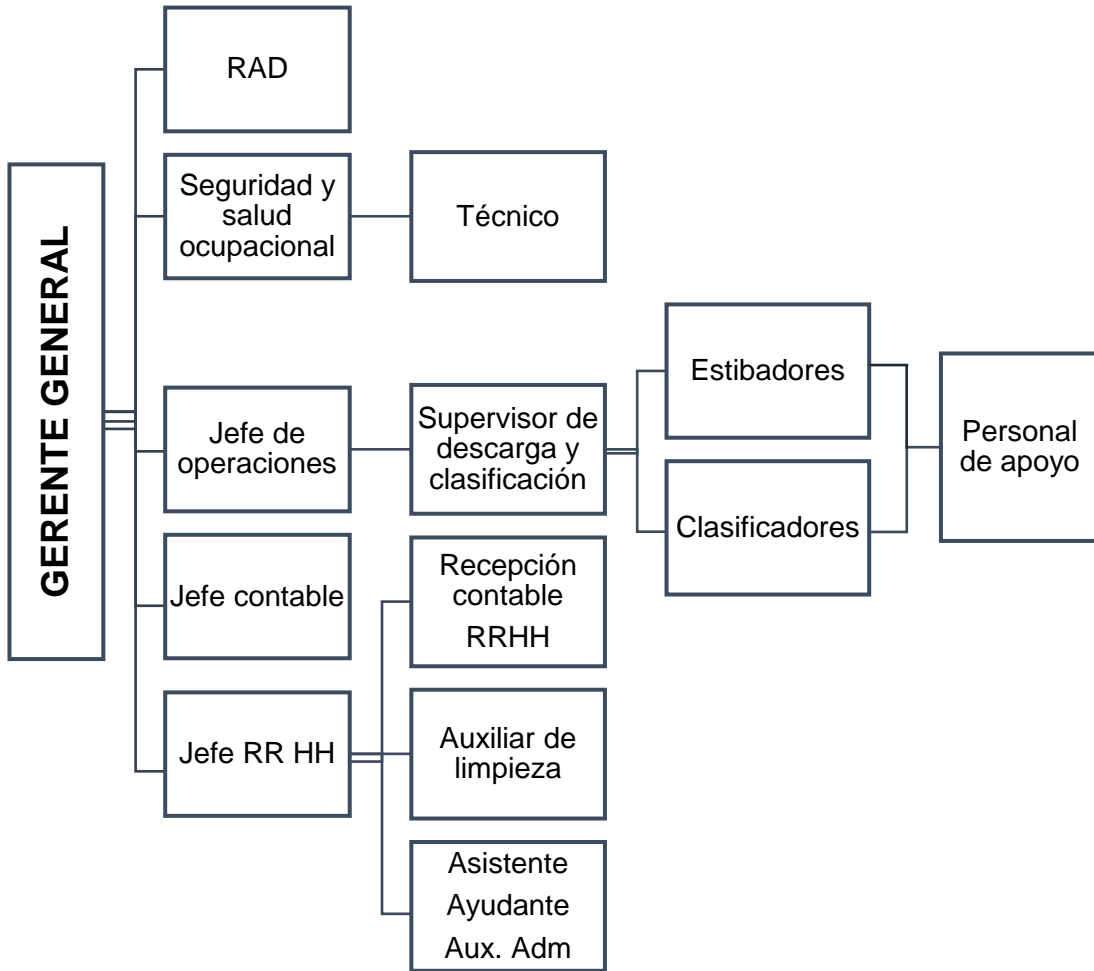 GERENTE GENERAL
RAD
Seguridad y
salud
ocupacional
Técnico
Jefe de
operaciones
Supervisor de
descarga y
clasificación
Estibadores
Clasificadores
Personal
de apoyo
Jefe contable
Jefe RR HH
Recepción
contable
RRHH
Auxiliar de
limpieza
Asistente
Ayudante
Aux. Adm